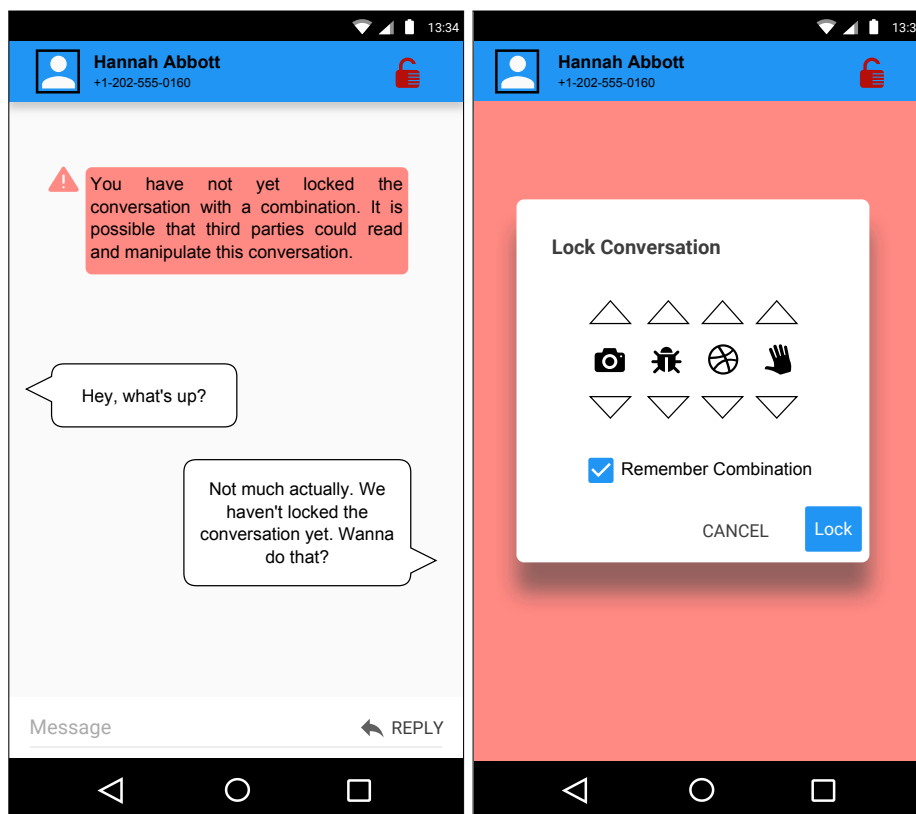 13:34
Hannah Abbott
+1-202-555-0160
You have not yet locked the
conversation with a combination. It is
possible that third parties could read
and manipulate this conversation.
Hey, what's up?
Not much actually. We
haven't locked the
conversation yet. Wanna
do that?
Message
REPLY
13:3
Hannah Abbott
+1-202-555-0160
Lock Conversation
Remember Combination
CANCEL
Lock